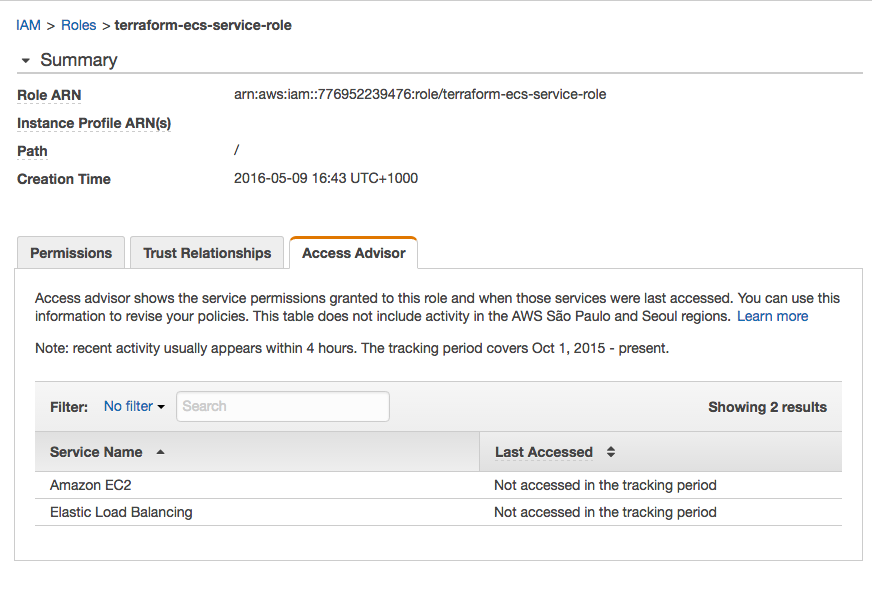 IAM > Roles > terraform-ecs-service-role
Summary
Role ARN arn:aws:iam::776952239476:role/terraform-ecs-service-role
Instance Profile ARN(s)
Path /
Creation Time 2016-05-09 16:43 UTC+1000
Permissions Trust Relationships Access Advisor
Access advisor shows the service permissions granted to this role and when those services were last accessed. You can use this
information to revise your policies. This table does not include activity in the AWS São Paulo and Seoul regions. Learn more
Note: recent activity usually appears within 4 hours. The tracking period covers Oct 1, 2015 - present.
Filter: No filter Search Showing 2 results
Service Name Last Accessed
Amazon EC2 Not accessed in the tracking period
Elastic Load Balancing Not accessed in the tracking period